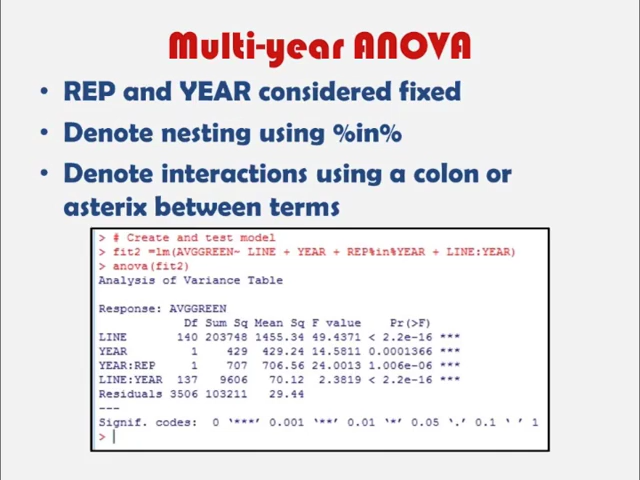 Multi-year ANOVA
• REP and YEAR considered fixed
• Denote nesting using %in%
• Denote interactions using a colon or
asterix between terms
> # Create and test model
> fit2 =lm(AVGGREEN~ LINE + YEAR + REP%in%YEAR + LINE:YEAR)
> anova(fit2)
Analysis of Variance Table
Response: AVGGREEN
Df Sum Sq Mean Sq F value Pr(>F)
LINE 140 203748 1455.34 49.4371 < 2.2e-16 ***
YEAR 1 429 429.24 14.5811 0.0001366 ***
YEAR:REP 1 707 706.56 24.0013 1.006e-06 ***
LINE:YEAR 137 9606 70.12 2.3819 < 2.2e-16 ***
Residuals 3506 103211 29.44
---
Signif. codes: 0 ‘***’ 0.001 ‘**’ 0.01 ‘*’ 0.05 ‘.’ 0.1 ‘ ’ 1
>